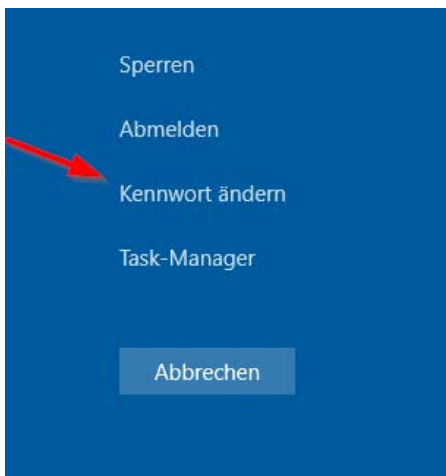 Sperren
Abmelden
Kennwort ändern
Task-Manager
Abbrechen